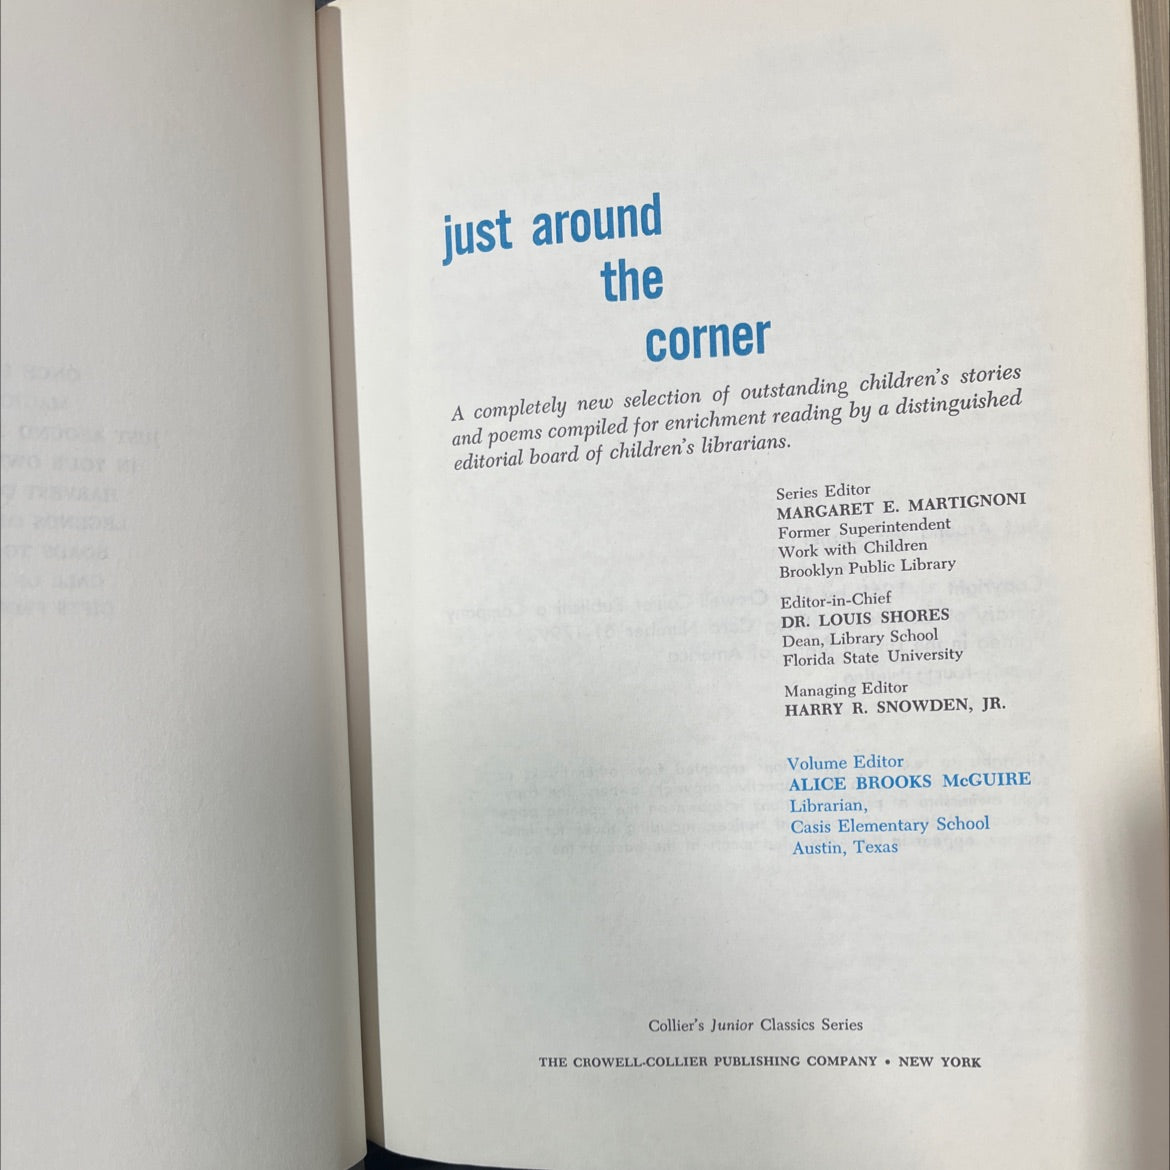 just around
the
corner
A completely new selection of outstanding children's stories
and poems compiled for enrichment reading by a distinguished
editorial board of children's librarians.
Series Editor
MARGARET E. MARTIGNONI
Former Superintendent
Work with Children
Brooklyn Public Library
Editor-in-Chief
DR. LOUIS SHORES
Dean, Library School
Florida State University
Managing Editor
HARRY R. SNOWDEN, JR.
Volume Editor
ALICE BROOKS McGUIRE
Librarian,
Casis Elementary School
Austin, Texas
Collier's Junior Classics Series
THE CROWELL-COLLIER PUBLISHING COMPANY • NEW YORK